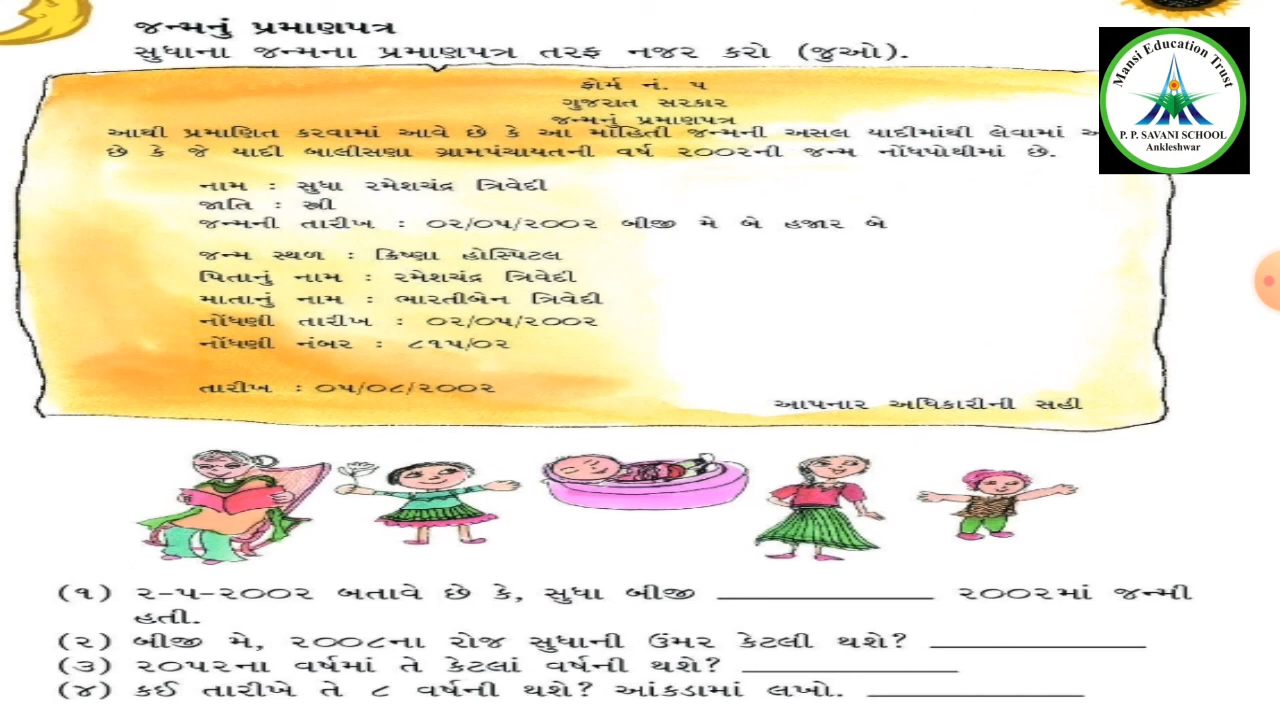 જન્મનું પ્રમાણપત્ર
સુધાના જન્મના પ્રમાણપત્ર તરફ નજર કરો (જુઓ).
Mansi Education Trust
P. P. SAVANI SCHOOL
Ankleshwar
ફોર્મ નં. ૫
ગુજરાત સરકાર
જન્મનું પ્રમાણપત્ર
આથી પ્રમાણિત કરવામાં આવે છે કે આ માહિતી જન્મની અસલ યાદીમાંથી લેવામાં
છે કે જે યાદી બાલીસણા ગ્રામપંચાયતની વર્ષ ૨૦૦૨ની જન્મ નોંધપોથીમાં છે.
નામ : સુધા રમેશચંદ્ર ત્રિવેદી
જાતિ : સ્ત્રી
જન્મની તારીખ : ૦૨/૦૫/૨૦૦૨ બીજી મે બે હજાર બે
જન્મ સ્થળ : ક્રિષ્ણા હોસ્પિટલ
પિતાનું નામ : રમેશચંદ્ર ત્રિવેદી
માતાનું નામ : ભારતીબેન ત્રિવેદી
નોંધણી તારીખ : ૦૨/૦૫/૨૦૦૨
નોંધણી નંબર : ૮૧૫/૦૨
તારીખ : ૦૫/૦૮/૨૦૦૨
આપનાર અધિકારીની સહી
(૧) ૨-૫-૨૦૦૨ બતાવે છે કે, સુધા બીજી ____________ ૨૦૦૨માં જન્મી
હતી.
(૨) બીજી મે, ૨૦૦૮ના રોજ સુધાની ઉંમર કેટલી થશે? ____________
(૩) ૨૦૫૨ના વર્ષમાં તે કેટલાં વર્ષની થશે? ____________
(૪) કઈ તારીખે તે ૮ વર્ષની થશે? આંકડામાં લખો. ____________